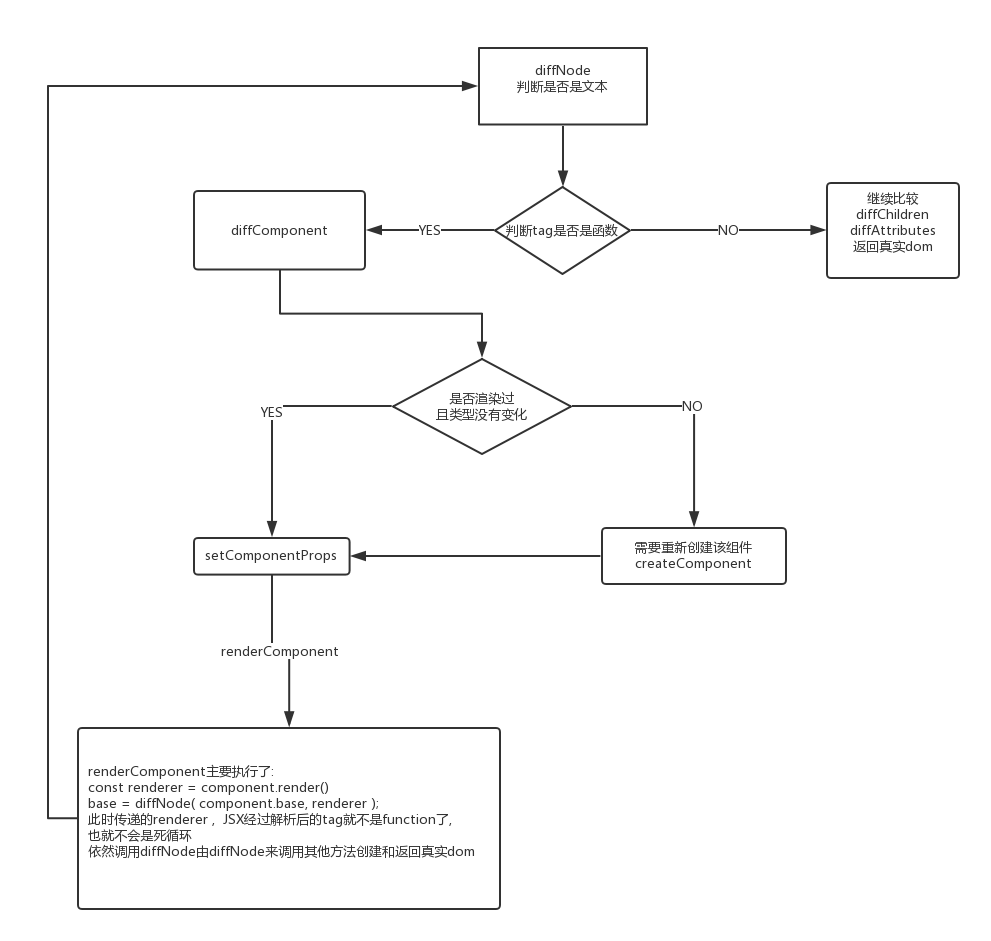 diffNode
判断是否是文本
判断tag是否是函数
YES
NO
diffComponent
继续比较
diffChildren
diffAttributes
返回真实dom
是否渲染过
且类型没有变化
YES
NO
setComponentProps
需要重新创建该组件
createComponent
renderComponent
renderComponent主要执行了:
const renderer = component.render()
base = diffNode( component.base, renderer );
此时传递的renderer ，JSX经过解析后的tag就不是function了,
也就不会是死循环
依然调用diffNode由diffNode来调用其他方法创建和返回真实dom